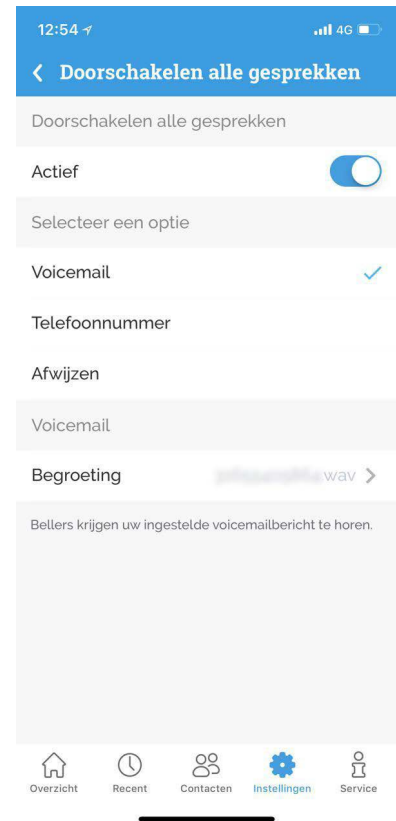 12:54
4G
Doorschakelen alle gesprekken
Doorschakelen alle gesprekken
Actief
Selecteer een optie
Voicemail
Telefoonnummer
Afwijzen
Voicemail
Begroeting wav
Bellers krijgen uw ingestelde voicemailbericht te horen.
Overzicht Recent Contacten Instellingen Service